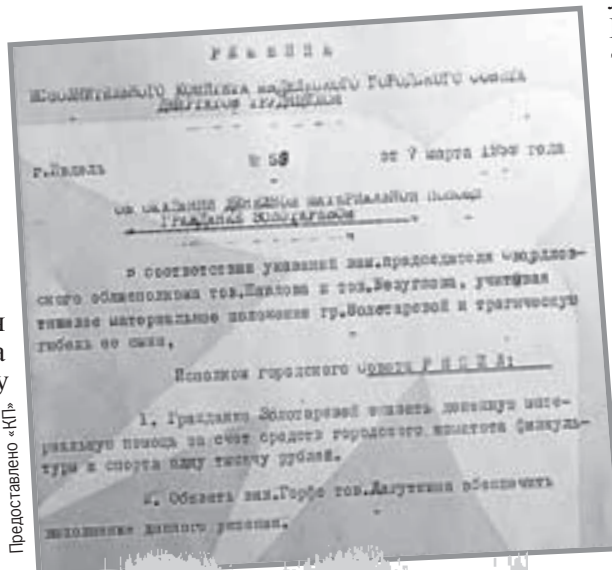 РЕШЕНИЕ
ИСПОЛНИТЕЛЬНОГО КОМИТЕТА ИВДЕЛЬСКОГО ГОРОДСКОГО СОВЕТА
ДЕПУТАТОВ ТРУДЯЩИХСЯ
г.Ивдель № 58 от 7 марта года
ОБ ОКАЗАНИИ ДЕНЕЖНОЙ МАТЕРИАЛЬНОЙ ПОМОЩИ
ГРАЖДАНКЕ ЗОЛОТАРЕВОЙ
В соответствии указаний зам.председателя Свердлов-
ского облисполкома тов.Павлова и тов.Безуглова, учитывая
тяжелое материальное положение гр.Золотаревой и трагическую
гибель ее сына,
Исполком городского Совета РЕШИЛ:
1. Гражданке Золотаревой оказать денежную мате-
риальную помощь за счет средств городского комитета физкуль-
туры и спорта одну тысячу рублей.
2. Обязать зав.Горфо тов. обеспечить
выполнение данного решения.
Предоставлено «КП»